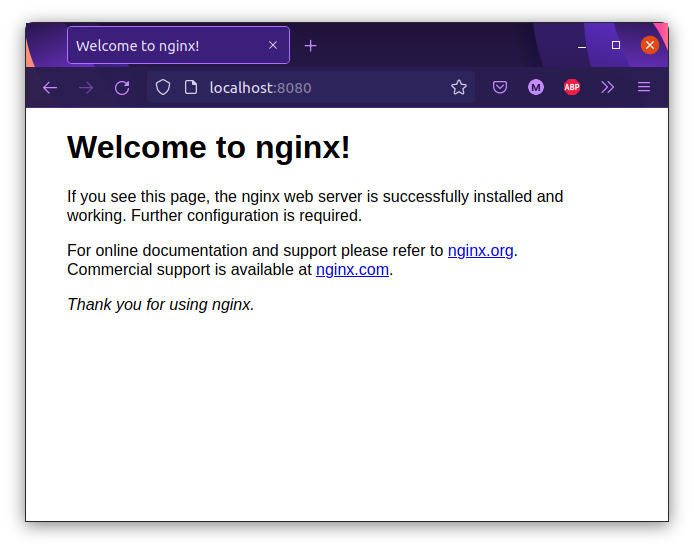 Welcome to nginx!
localhost:8080
M
ABP
Welcome to nginx!
If you see this page, the nginx web server is successfully installed and
working. Further configuration is required.
For online documentation and support please refer to nginx.org.
Commercial support is available at nginx.com.
Thank you for using nginx.